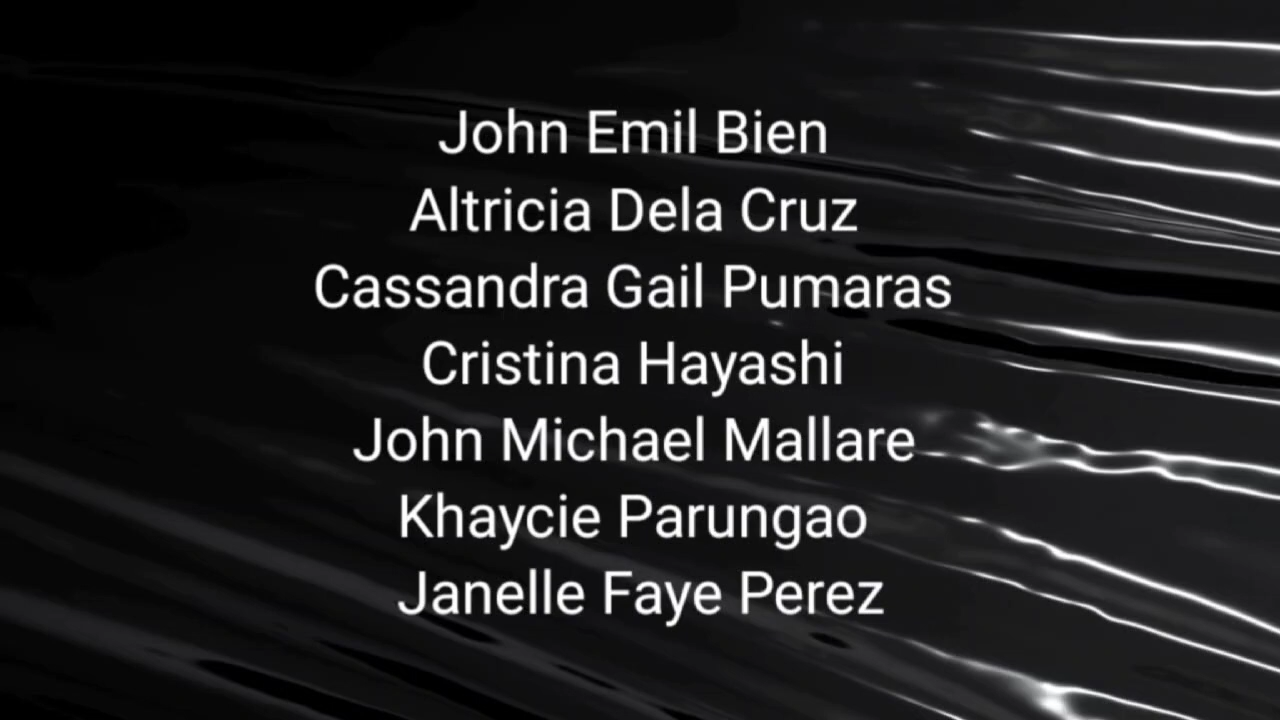 John Emil Bien
Altricia Dela Cruz
Cassandra Gail Pumaras
Cristina Hayashi
John Michael Mallare
Khaycie Parungao
Janelle Faye Perez